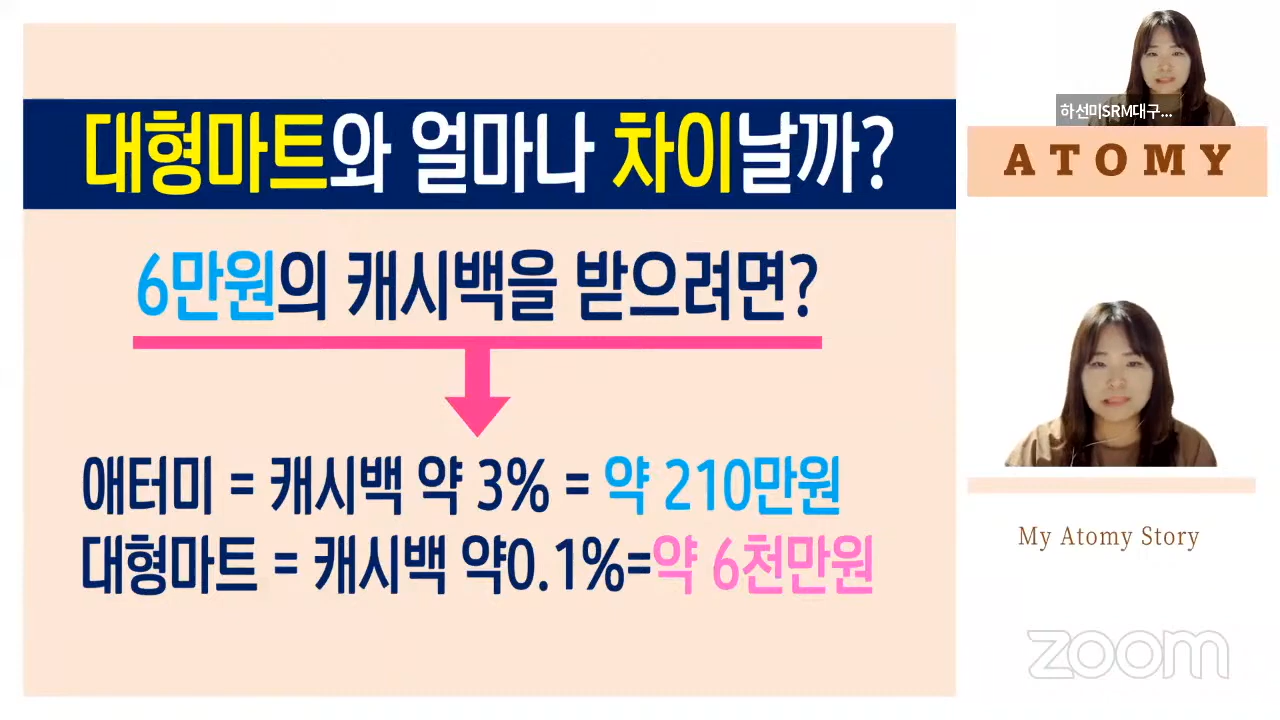 대형마트와 얼마나 차이날까?
6만원의 캐시백을 받으려면?
애터미 = 캐시백 약 3% = 약 210만원
대형마트 = 캐시백 약0.1%=약 6천만원
하선미SRM대구...
ATOMY
My Atomy Story
zoom